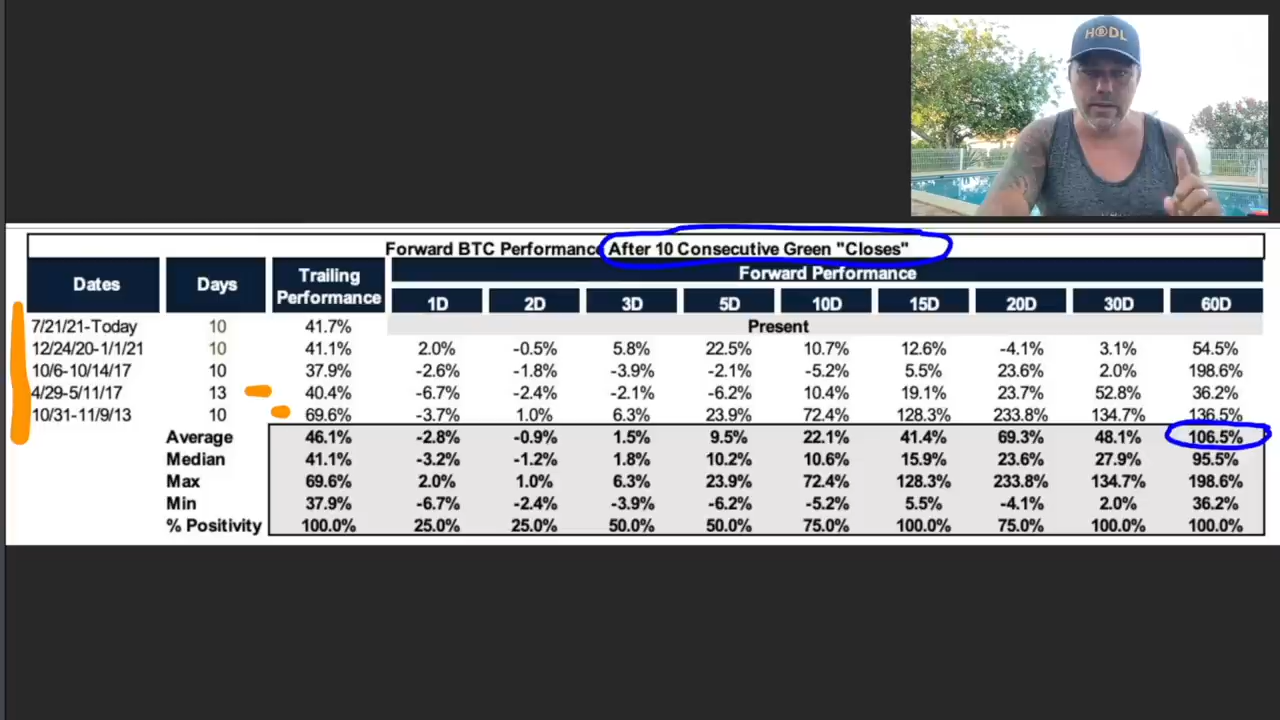 HODL
Forward BTC Performance After 10 Consecutive Green "Closes"
Dates Days Trailing Performance Forward Performance
1D 2D 3D 5D 10D 15D 20D 30D 60D
7/21/21-Today 10 41.7% Present
12/24/20-1/1/21 10 41.1% 2.0% -0.5% 5.8% 22.5% 10.7% 12.6% -4.1% 3.1% 54.5%
10/6-10/14/17 10 37.9% -2.6% -1.8% -3.9% -2.1% -5.2% 5.5% 23.6% 2.0% 198.6%
4/29-5/11/17 13 40.4% -6.7% -2.4% -2.1% -6.2% 10.4% 19.1% 23.7% 52.8% 36.2%
10/31-11/9/13 10 69.6% -3.7% 1.0% 6.3% 23.9% 72.4% 128.3% 233.8% 134.7% 136.5%
Average 46.1% -2.8% -0.9% 1.5% 9.5% 22.1% 41.4% 69.3% 48.1% 106.5%
Median 41.1% -3.2% -1.2% 1.8% 10.2% 10.6% 15.9% 23.6% 27.9% 95.5%
Max 69.6% 2.0% 1.0% 6.3% 23.9% 72.4% 128.3% 233.8% 134.7% 198.6%
Min 37.9% -6.7% -2.4% -3.9% -6.2% -5.2% 5.5% -4.1% 2.0% 36.2%
% Positivity 100.0% 25.0% 25.0% 50.0% 50.0% 75.0% 100.0% 75.0% 100.0% 100.0%